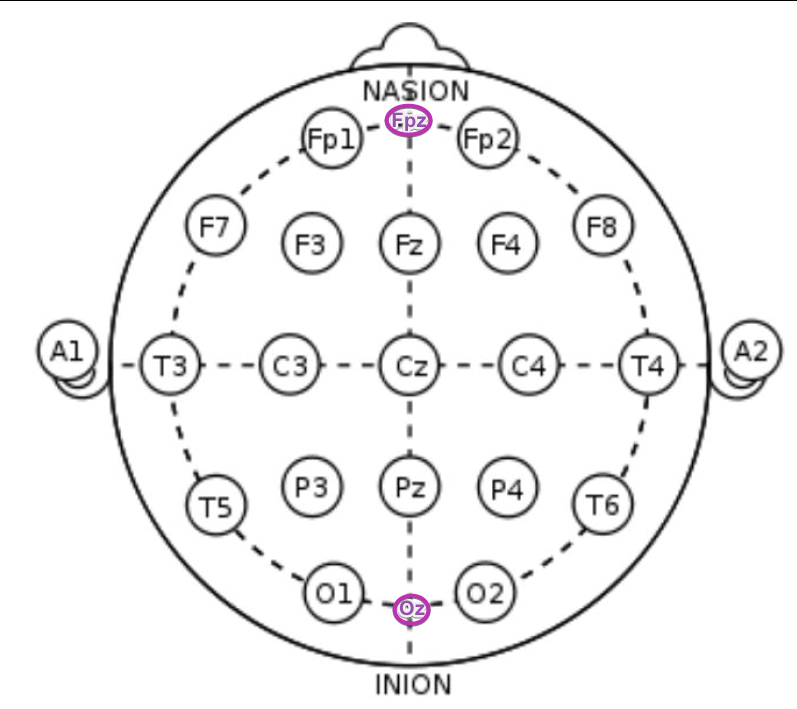 NASION
Fpz
Fp1 Fp2
F7 F8
F3 Fz F4
A1 A2
T3 C3 Cz C4 T4
P3 Pz P4
T5 T6
O1 O2
Oz
INION